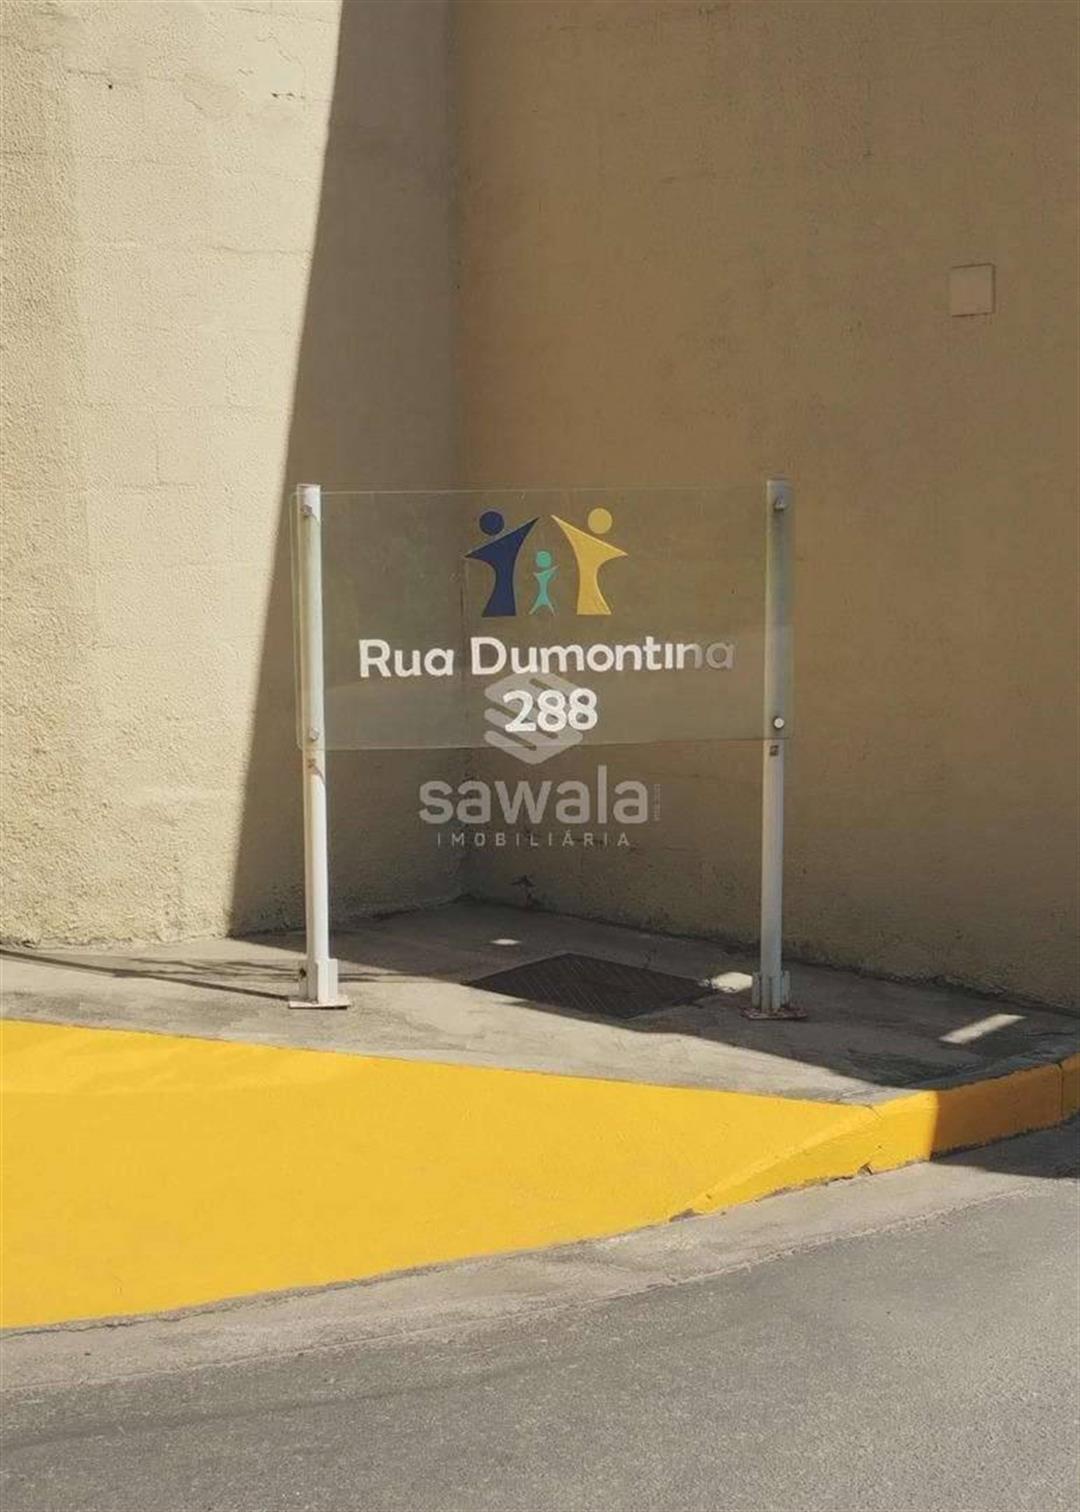 Rua Dumontina
288
sawala
IMOBILIÁRIA